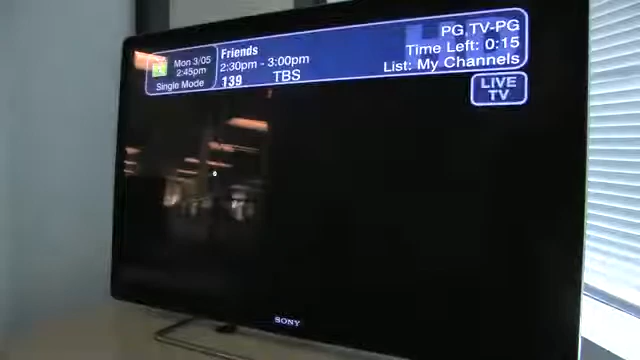 Mon 3/05
2:45pm
Single Mode
Friends
2:30pm - 3:00pm
139 TBS
PG,TV-PG
Time Left: 0:15
List: My Channels
LIVE
TV
SONY